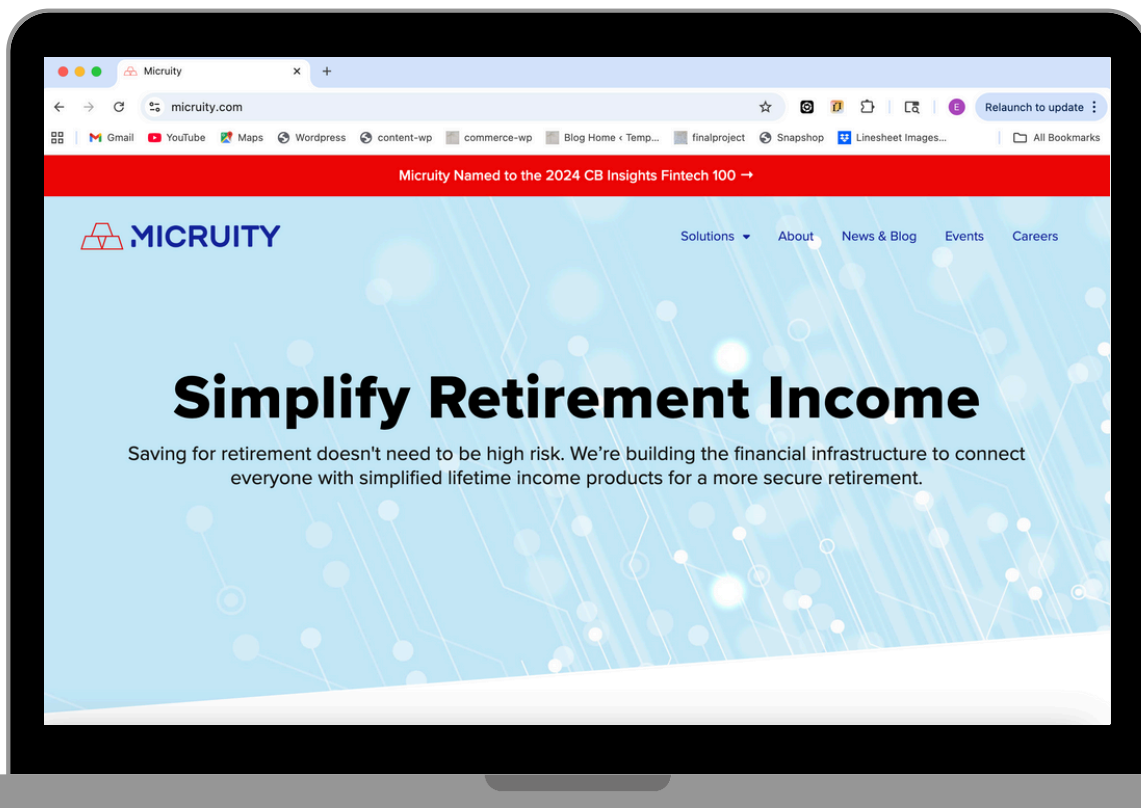 Micruity
micruity.com
E
Relaunch to update
Gmail
YouTube
Maps
Wordpress
content-wp
commerce-wp
Blog Home < Temp...
finalproject
Snapshop
Linesheet Images...
All Bookmarks
Micruity Named to the 2024 CB Insights Fintech 100 →
MICRUITY
Solutions
About
News & Blog
Events
Careers
Simplify Retirement Income
Saving for retirement doesn't need to be high risk. We're building the financial infrastructure to connect
everyone with simplified lifetime income products for a more secure retirement.